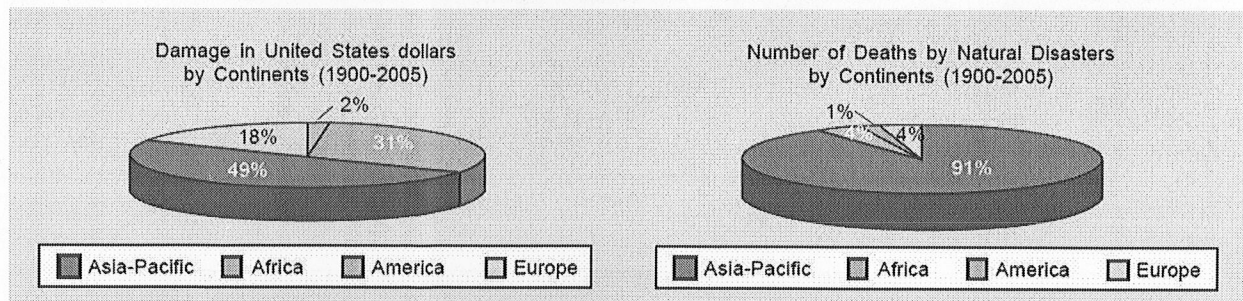 Damage in United States dollars
by Continents (1900-2005)
2%
18%
31%
49%
Asia-Pacific Africa America Europe
Number of Deaths by Natural Disasters
by Continents (1900-2005)
1%
4% 4%
91%
Asia-Pacific Africa America Europe